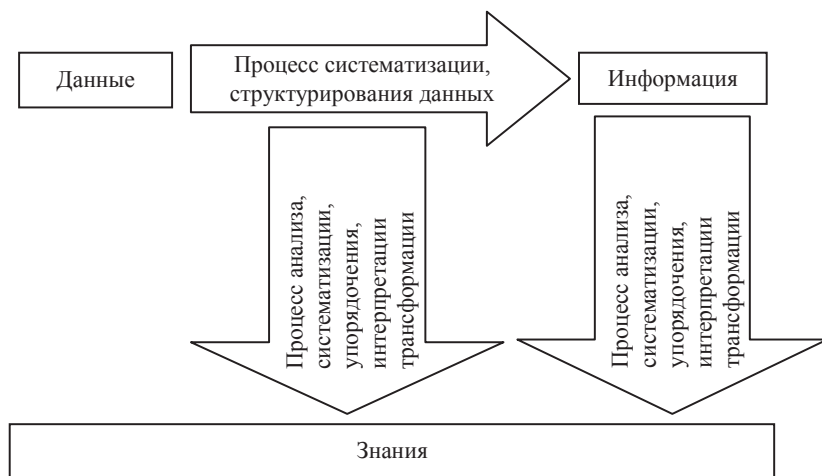 Данные
Процесс систематизации,
структурирования данных
Информация
Процесс анализа,
систематизации,
упорядочения,
интерпретации
трансформации
Процесс анализа,
систематизации,
упорядочения,
интерпретации
трансформации
Знания